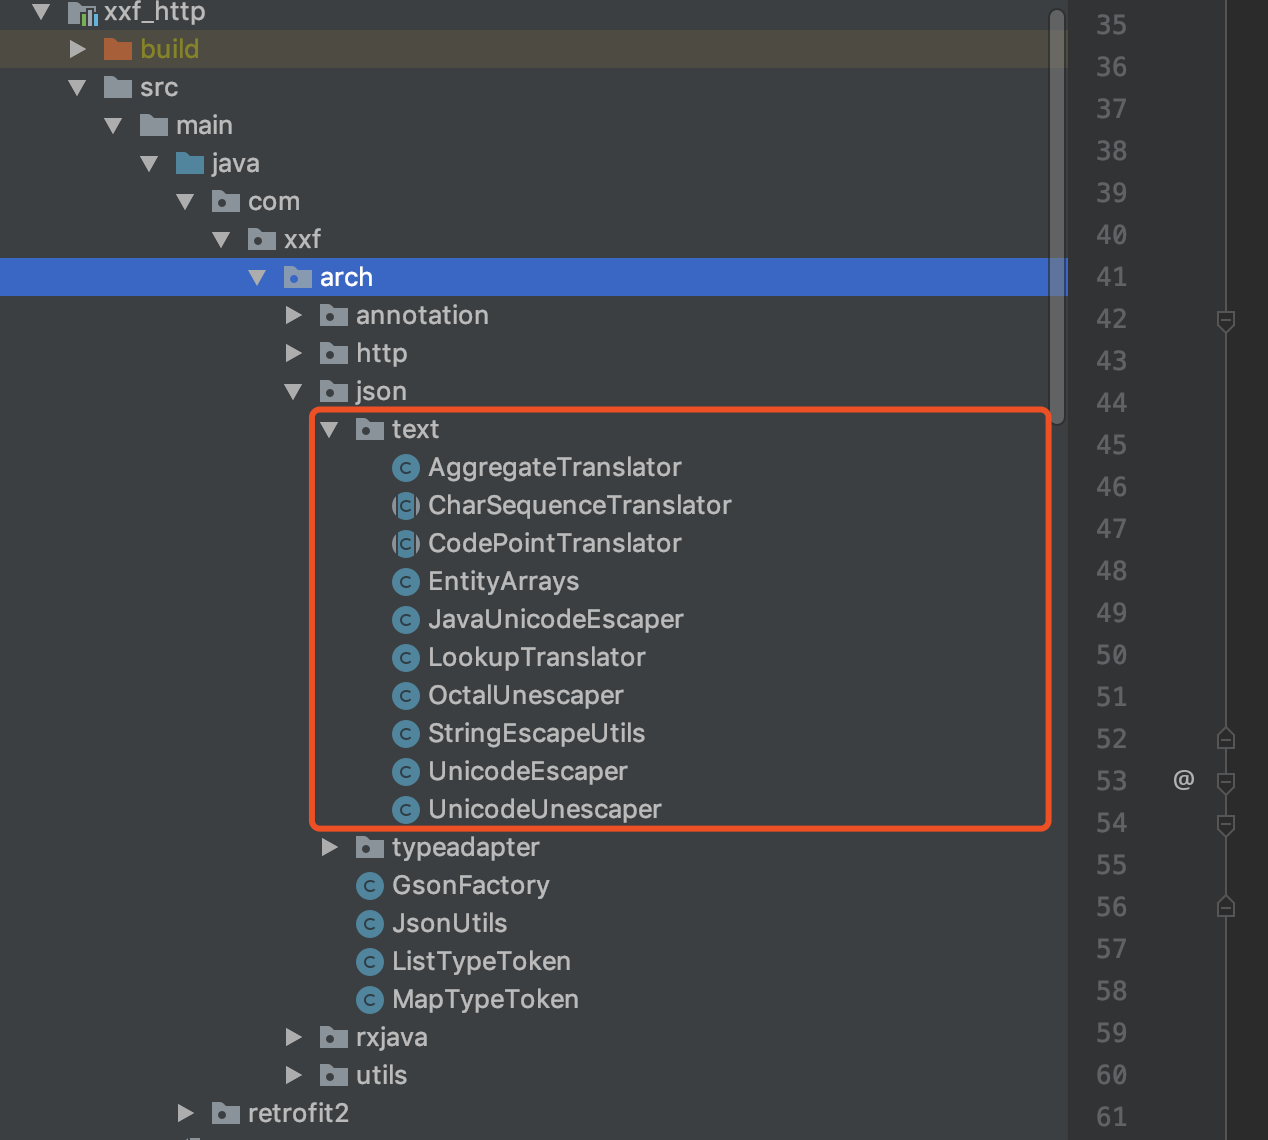 xxf_http
build
src
main
java
com
xxf
arch
annotation
http
json
text
C AggregateTranslator
C CharSequenceTranslator
C CodePointTranslator
C EntityArrays
C JavaUnicodeEscaper
C LookupTranslator
C OctalUnescaper
C StringEscapeUtils
C UnicodeEscaper
C UnicodeUnescaper
typeadapter
C GsonFactory
C JsonUtils
C ListTypeToken
C MapTypeToken
rxjava
utils
retrofit2
35
36
37
38
39
40
41
42
43
44
45
46
47
48
49
50
51
52
53 @
54
55
56
57
58
59
60
61